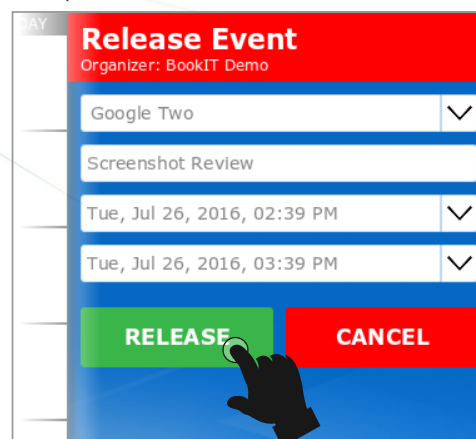 DAY
Release Event
Organizer: BookIT Demo
Google Two
Screenshot Review
Tue, Jul 26, 2016, 02:39 PM
Tue, Jul 26, 2016, 03:39 PM
RELEASE
CANCEL